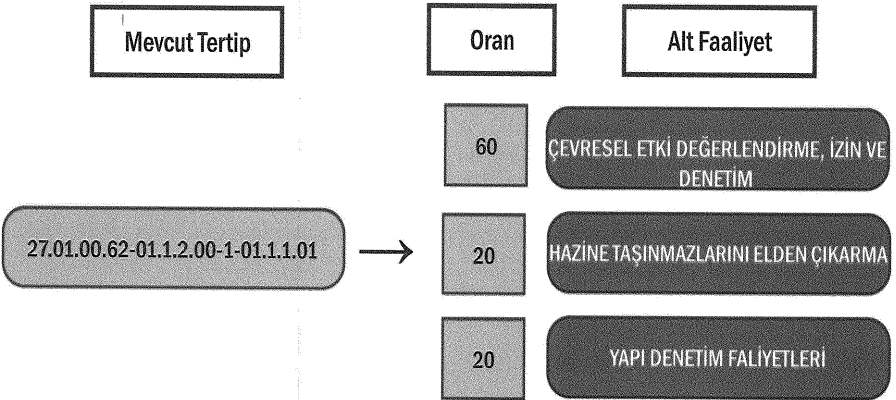 Mevcut Tertip
Oran
Alt Faaliyet
60
ÇEVRESEL ETKİ DEĞERLENDİRME, İZİN VE
DENETİM
27.01.00.62-01.1.2.00-1-01.1.1.01
20
HAZİNE TAŞINMAZLARINI ELDEN ÇIKARMA
20
YAPI DENETİM FALİYETLERİ